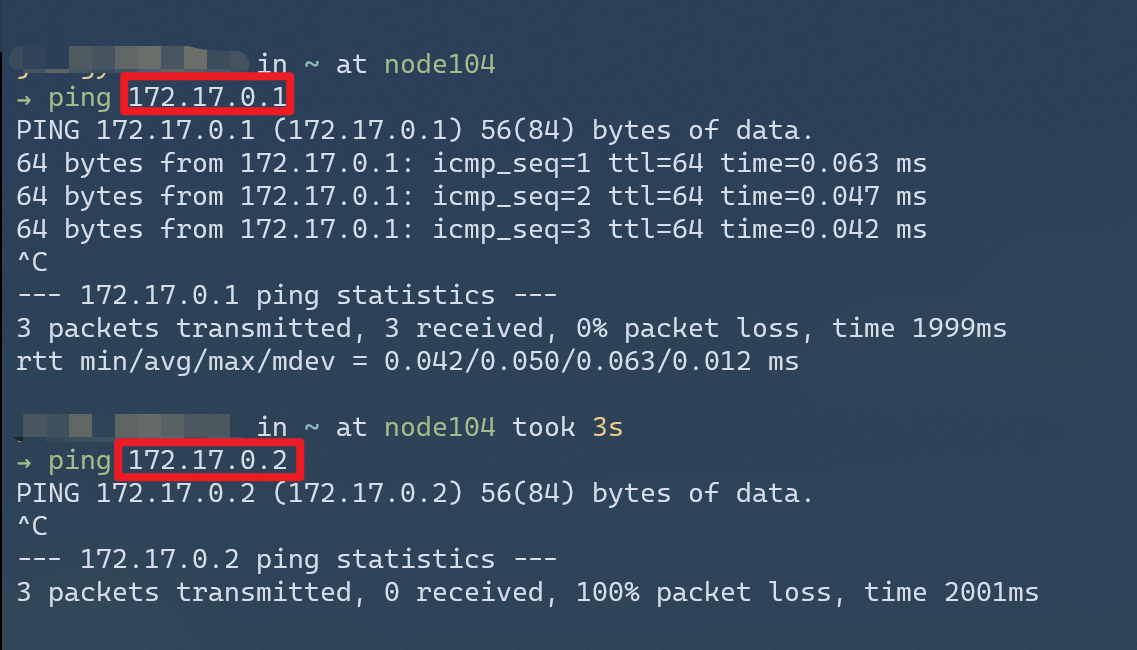 in ~ at node104
→ ping 172.17.0.1
PING 172.17.0.1 (172.17.0.1) 56(84) bytes of data.
64 bytes from 172.17.0.1: icmp_seq=1 ttl=64 time=0.063 ms
64 bytes from 172.17.0.1: icmp_seq=2 ttl=64 time=0.047 ms
64 bytes from 172.17.0.1: icmp_seq=3 ttl=64 time=0.042 ms
^C
--- 172.17.0.1 ping statistics ---
3 packets transmitted, 3 received, 0% packet loss, time 1999ms
rtt min/avg/max/mdev = 0.042/0.050/0.063/0.012 ms
in ~ at node104 took 3s
→ ping 172.17.0.2
PING 172.17.0.2 (172.17.0.2) 56(84) bytes of data.
^C
--- 172.17.0.2 ping statistics ---
3 packets transmitted, 0 received, 100% packet loss, time 2001ms